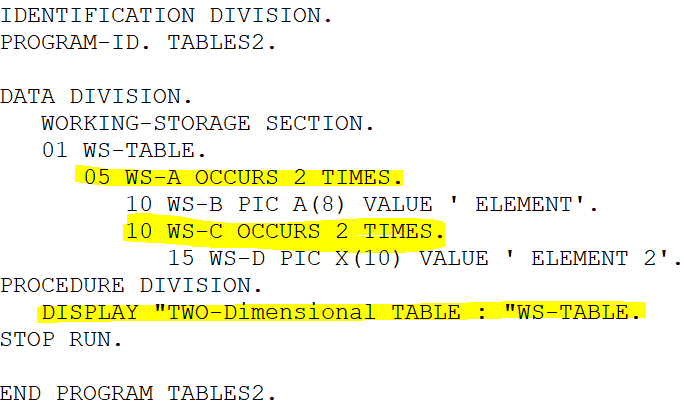 IDENTIFICATION DIVISION.
PROGRAM-ID. TABLES2.
DATA DIVISION.
WORKING-STORAGE SECTION.
01 WS-TABLE.
05 WS-A OCCURS 2 TIMES.
10 WS-B PIC A(8) VALUE ' ELEMENT'.
10 WS-C OCCURS 2 TIMES.
15 WS-D PIC X(10) VALUE ' ELEMENT 2'.
PROCEDURE DIVISION.
DISPLAY "TWO-Dimensional TABLE : "WS-TABLE.
STOP RUN.
END PROGRAM TABLES2.